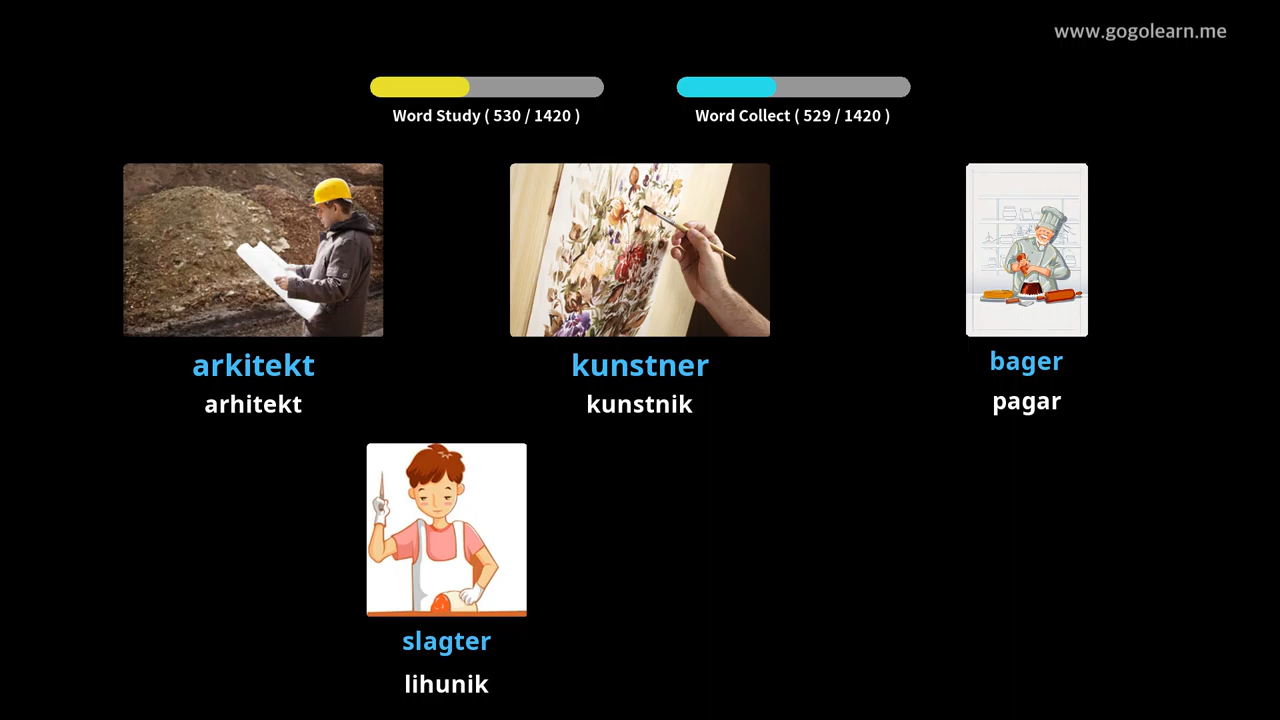 www.gogolearn.me
Word Study ( 530 / 1420 )
Word Collect ( 529 / 1420 )
arkitekt
arhitekt
kunstner
kunstnik
bager
pagar
slagter
lihunik